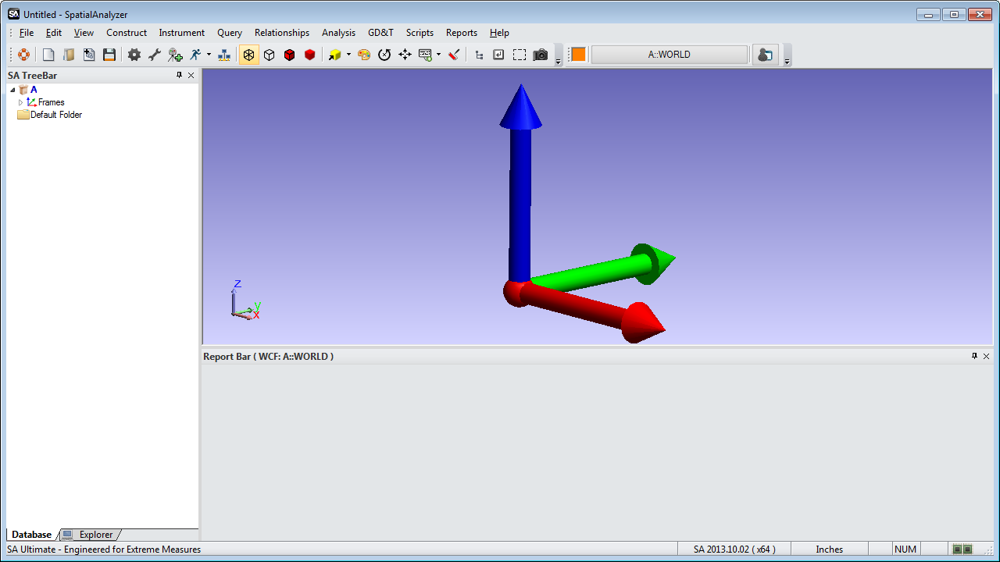 SA Untitled - SpatialAnalyzer
File Edit View Construct Instrument Query Relationships Analysis GD&T Scripts Reports Help
A::WORLD
SA TreeBar
A
Frames
Default Folder
Z
Y
X
Report Bar ( WCF: A::WORLD )
Database Explorer
SA Ultimate - Engineered for Extreme Measures SA 2013.10.02 ( x64 ) Inches NUM